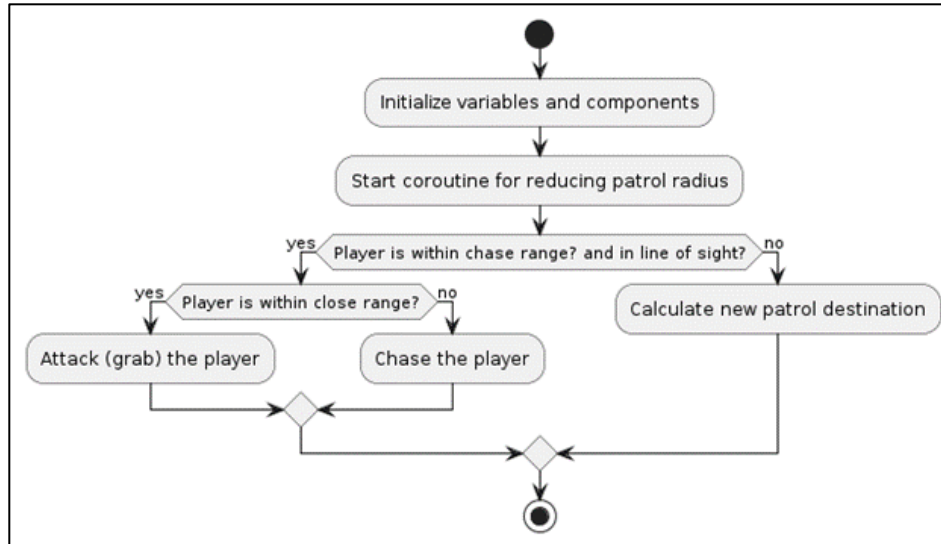 Initialize variables and components
Start coroutine for reducing patrol radius
yes
Player is within chase range? and in line of sight?
no
yes
Player is within close range?
no
Calculate new patrol destination
Attack (grab) the player
Chase the player